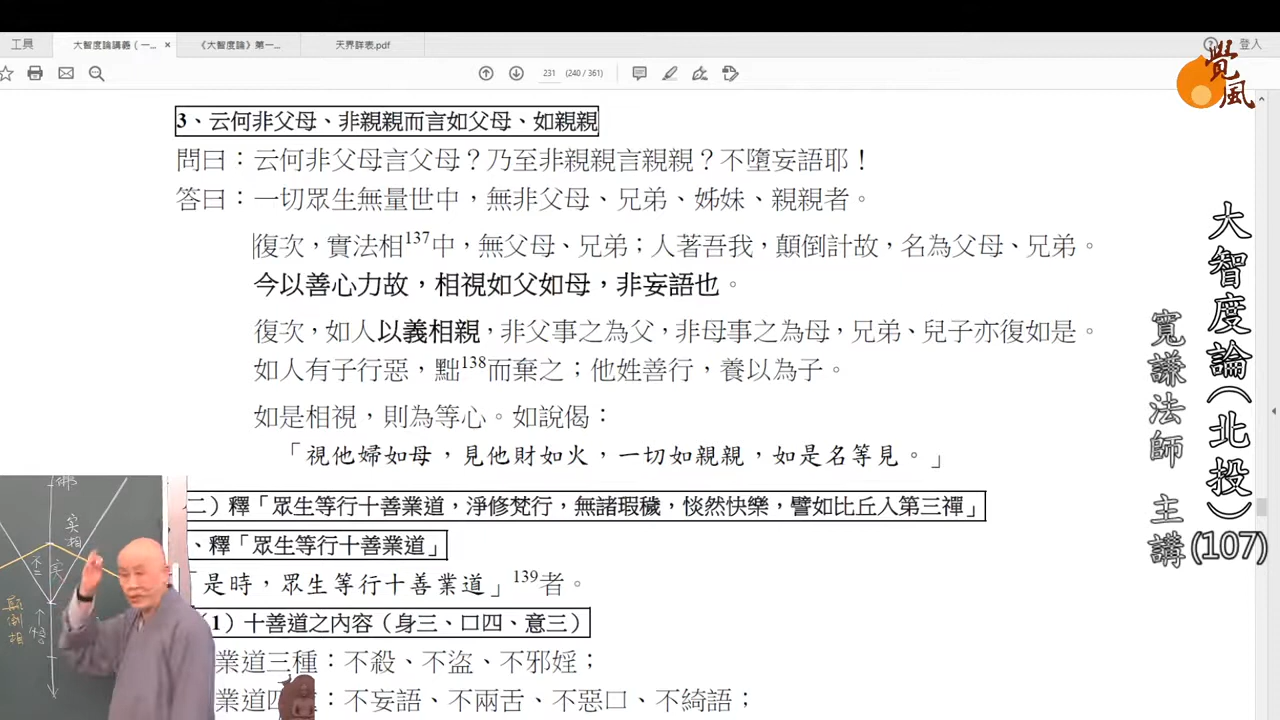 工具
大智度論講義（一... ×
《大智度論》第一...
天界詳表.pdf
登入
231 (240 / 361)
覺風
3、云何非父母、非親親而言如父母、如親親
問曰：云何非父母言父母？乃至非親親言親親？不墮妄語耶！
答曰：一切眾生無量世中，無非父母、兄弟、姊妹、親親者。
復次，實法相137中，無父母、兄弟；人著吾我，顛倒計故，名為父母、兄弟。
今以善心力故，相視如父如母，非妄語也。
復次，如人以義相親，非父事之為父，非母事之為母，兄弟、兒子亦復如是。
如人有子行惡，黜138而棄之；他姓善行，養以為子。
如是相視，則為等心。如說偈：
「視他婦如母，見他財如火，一切如親親，如是名等見。」
二）釋「眾生等行十善業道，淨修梵行，無諸瑕穢，惔然快樂，譬如比丘入第三禪」
、釋「眾生等行十善業道」
「是時，眾生等行十善業道」139者。
（1）十善道之內容（身三、口四、意三）
業道三種：不殺、不盜、不邪婬；
業道四：不妄語、不兩舌、不惡口、不綺語；
大智度論（北投）(107)
寬謙法師 主講
实相
顛倒相